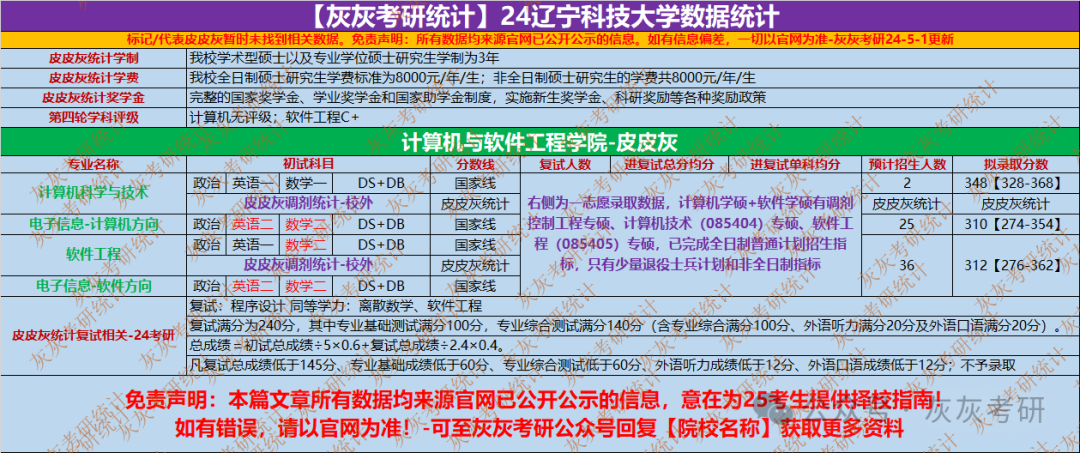 【灰灰考研统计】24辽宁科技大学数据统计
标记/代表皮皮灰暂时未找到相关数据。免责声明：所有数据均来源官网已公开公示的信息。如有信息偏差，一切以官网为准-灰灰考研24-5-1更新
皮皮灰统计学制 我校学术型硕士以及专业学位硕士研究生学制为3年
皮皮灰统计学费 我校全日制硕士研究生学费标准为8000元/年/生；非全日制硕士研究生的学费共8000元/年/生
皮皮灰统计奖学金 完整的国家奖学金、学业奖学金和国家助学金制度，实施新生奖学金、科研奖励等各种奖励政策
第四轮学科评级 计算机无评级；软件工程C+
计算机与软件工程学院-皮皮灰
专业名称 初试科目 分数线 复试人数 进复试总分均分 进复试单科均分 预计招生人数 拟录取分数
计算机科学与技术 政治 英语一 数学一 DS+DB 国家线 2 348【328-368】
皮皮灰调剂统计-校外 皮皮灰统计 皮皮灰统计 皮皮灰统计
电子信息-计算机方向 政治 英语二 数学二 DS+DB 国家线 25 310【274-354】
软件工程 政治 英语一 数学二 DS+DB 国家线 36 312【276-362】
皮皮灰调剂统计-校外 皮皮灰统计
电子信息-软件方向 政治 英语二 数学二 DS+DB 国家线
右侧为一志愿录取数据，计算机学硕+软件学硕有调剂
控制工程专硕、计算机技术（085404）专硕、软件工
程（085405）专硕，已完成全日制普通计划招生指
标，只有少量退役士兵计划和非全日制指标
皮皮灰统计复试相关-24考研
复试：程序设计 同等学力：离散数学、软件工程
复试满分为240分，其中专业基础测试满分100分，专业综合测试满分140分（含专业综合满分100分、外语听力满分20分及外语口语满分20分）。
总成绩＝初试总成绩÷5×0.6+复试总成绩÷2.4×0.4。
凡复试总成绩低于145分、专业基础成绩低于60分、专业综合测试低于60分、外语听力成绩低于12分、外语口语成绩低于12分；不予录取
免责声明：本篇文章所有数据均来源官网已公开公示的信息，意在为25考生提供择校指南！
如有错误，请以官网为准！-可至灰灰考研公众号回复【院校名称】获取更多资料
公众号·灰灰考研
灰灰考研统计